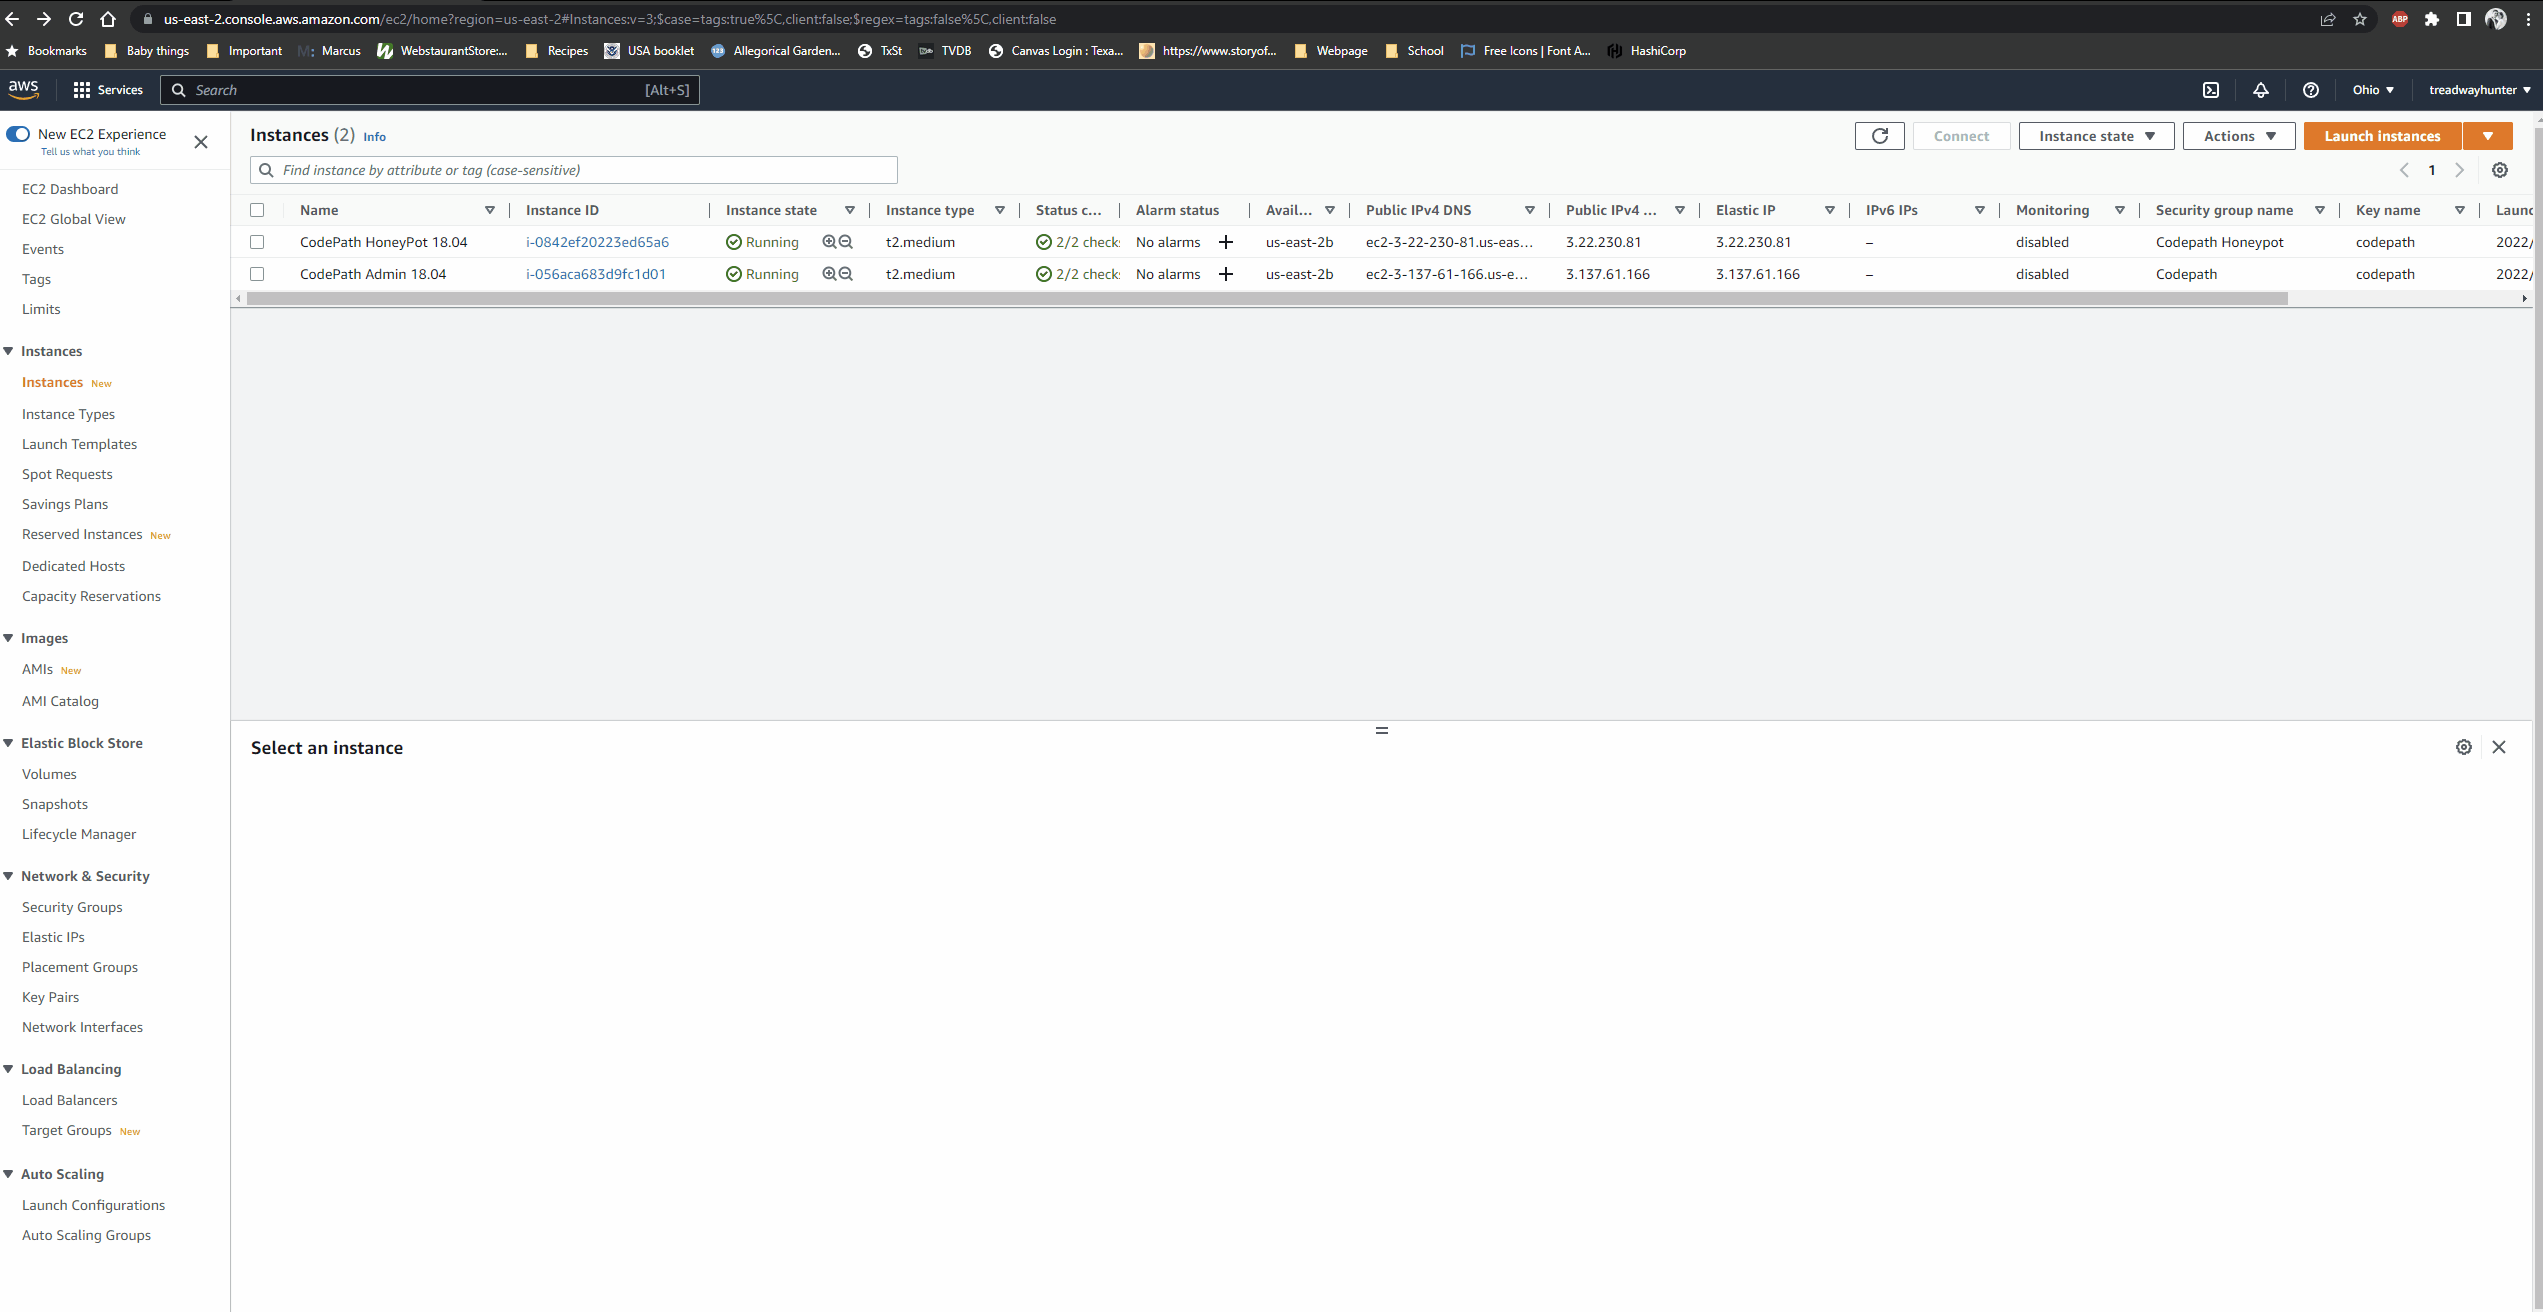 us-east-2.console.aws.amazon.com/ec2/home?region=us-east-2#Instances:v=3;$case=tags:true%5C,client:false;$regex=tags:false%5C,client:false
ABP
Bookmarks Baby things Important M: Marcus WebstaurantStore:... Recipes USA booklet 123 Allegorical Garden... TxSt TVDB Canvas Login : Texa... https://www.storyof... Webpage School Free Icons | Font A... HashiCorp
aws Services Search [Alt+S] Ohio treadwayhunter
New EC2 Experience
Tell us what you think
EC2 Dashboard
EC2 Global View
Events
Tags
Limits
Instances
Instances New
Instance Types
Launch Templates
Spot Requests
Savings Plans
Reserved Instances New
Dedicated Hosts
Capacity Reservations
Images
AMIs New
AMI Catalog
Elastic Block Store
Volumes
Snapshots
Lifecycle Manager
Network & Security
Security Groups
Elastic IPs
Placement Groups
Key Pairs
Network Interfaces
Load Balancing
Load Balancers
Target Groups New
Auto Scaling
Launch Configurations
Auto Scaling Groups
Instances (2) Info
Connect Instance state Actions Launch instances
Find instance by attribute or tag (case-sensitive)
1
Name Instance ID Instance state Instance type Status c... Alarm status Avail... Public IPv4 DNS Public IPv4 ... Elastic IP IPv6 IPs Monitoring Security group name Key name Launc
CodePath HoneyPot 18.04 i-0842ef20223ed65a6 Running t2.medium 2/2 check No alarms + us-east-2b ec2-3-22-230-81.us-eas... 3.22.230.81 3.22.230.81 – disabled Codepath Honeypot codepath 2022/
CodePath Admin 18.04 i-056aca683d9fc1d01 Running t2.medium 2/2 check No alarms + us-east-2b ec2-3-137-61-166.us-e... 3.137.61.166 3.137.61.166 – disabled Codepath codepath 2022/
Select an instance